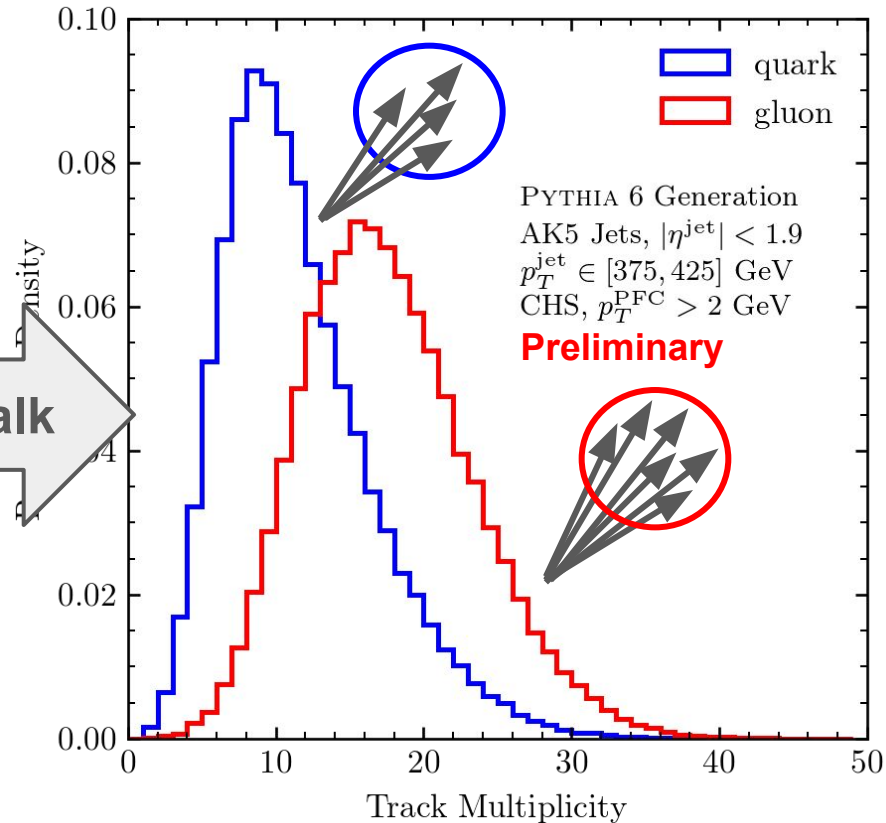 0.10
quark
gluon
0.08
PYTHIA 6 Generation
AK5 Jets, |η^jet| < 1.9
p_T^jet ∈ [375, 425] GeV
CHS, p_T^PFC > 2 GeV
Preliminary
0.06
0.02
0.00
0 10 20 30 40 50
Track Multiplicity